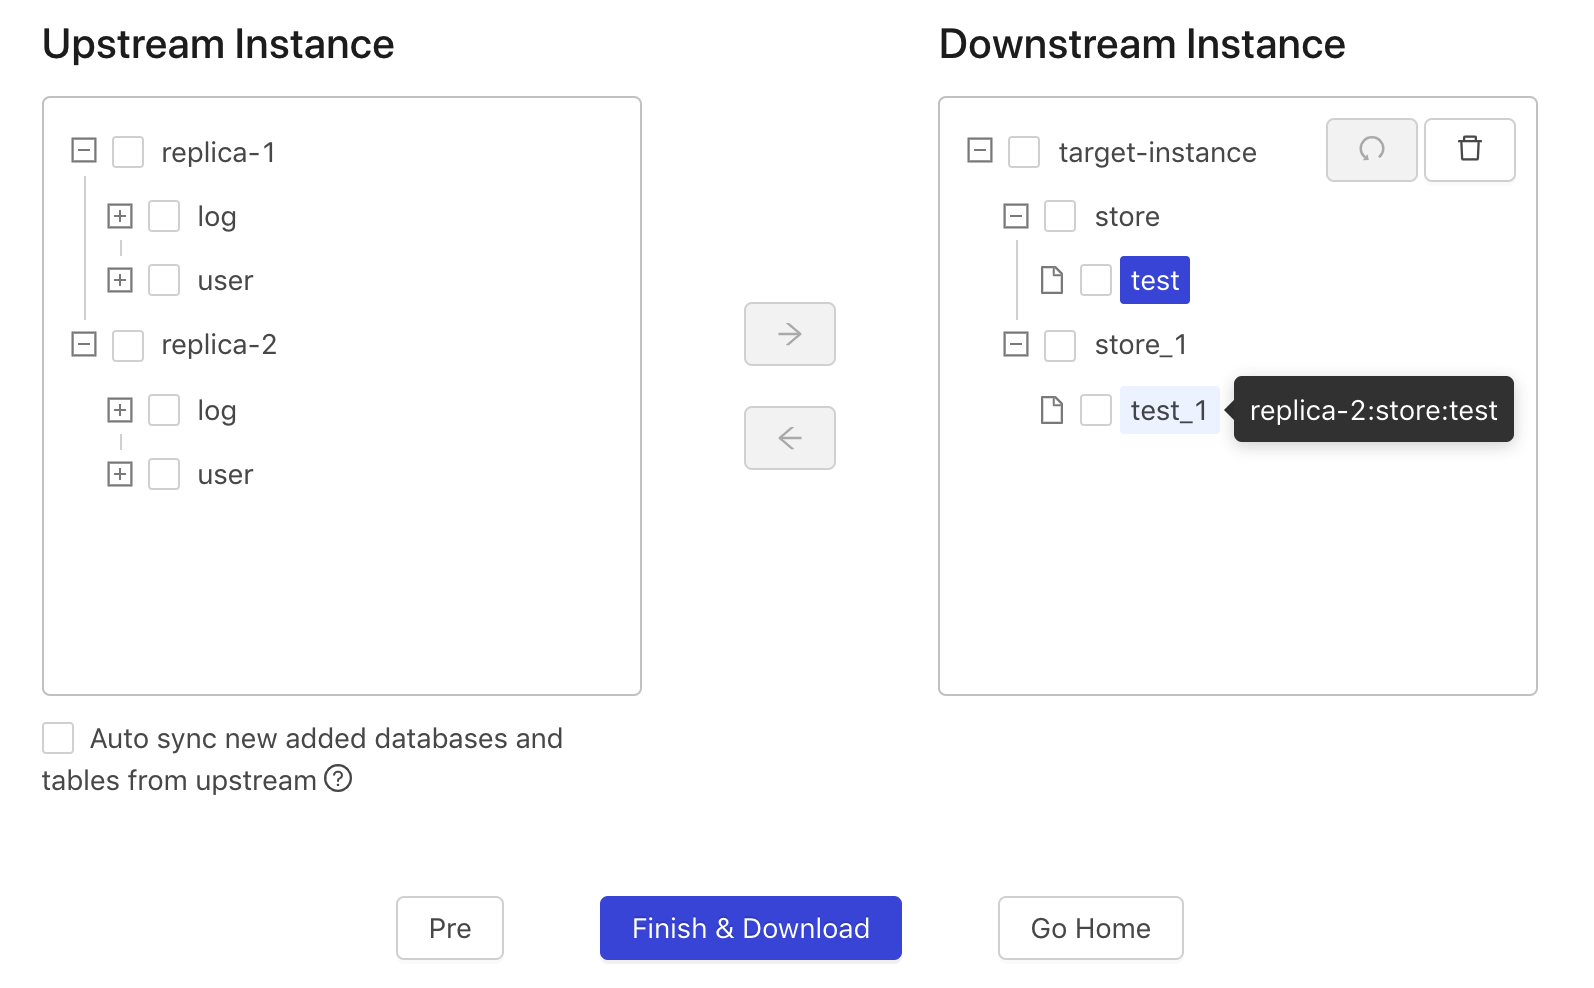 Upstream Instance
replica-1
log
user
replica-2
log
user
Auto sync new added databases and
tables from upstream
Downstream Instance
target-instance
store
test
store_1
test_1
replica-2:store:test
Pre
Finish & Download
Go Home